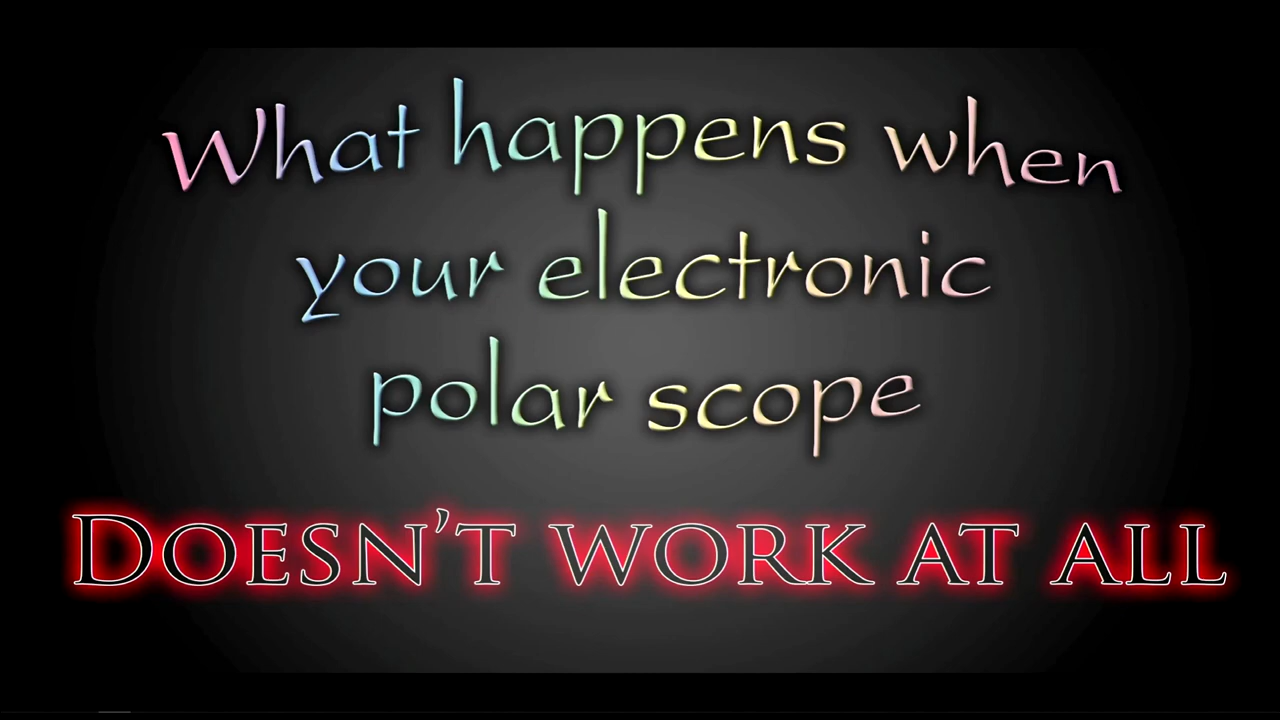 What happens when
your electronic
polar scope
DOESN'T WORK AT ALL